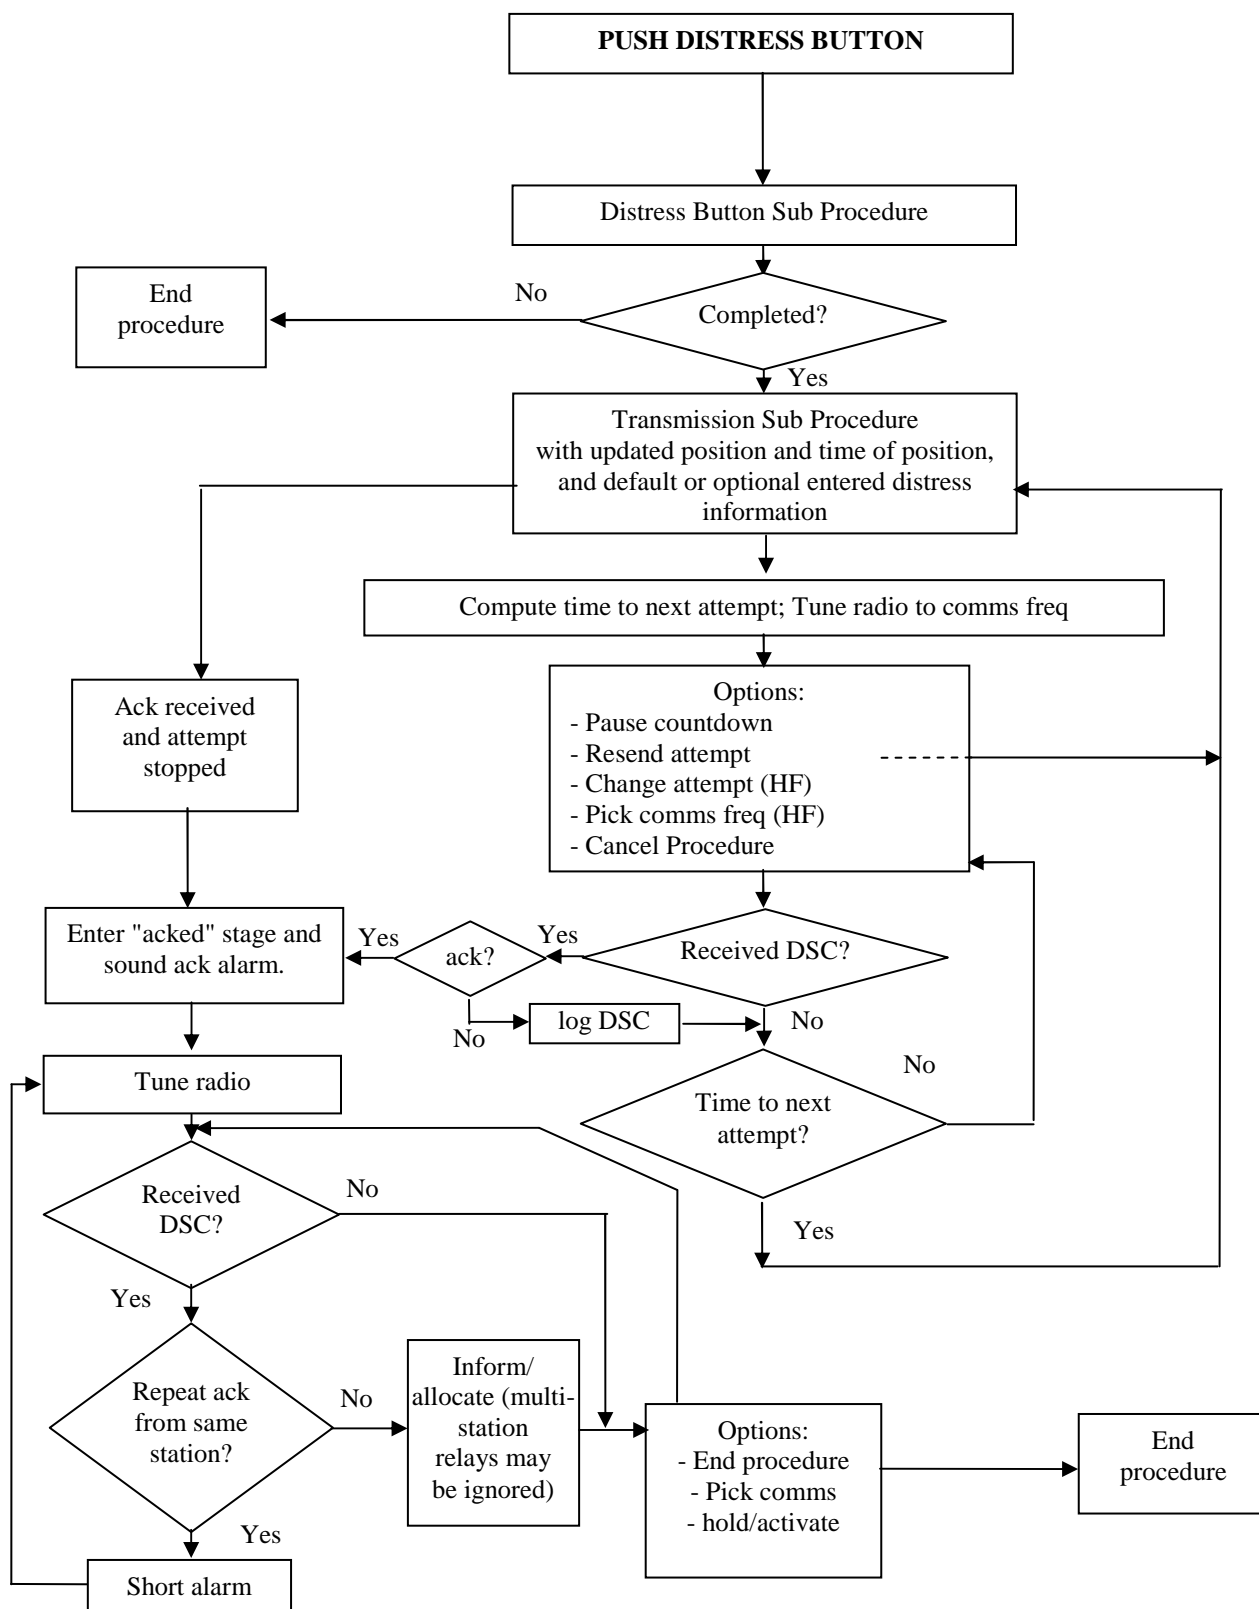 PUSH DISTRESS BUTTON
Distress Button Sub Procedure
End
procedure
No
Completed?
Yes
Transmission Sub Procedure
with updated position and time of position,
and default or optional entered distress
information
Compute time to next attempt; Tune radio to comms freq
Ack received
and attempt
stopped
Options:
- Pause countdown
- Resend attempt
- Change attempt (HF)
- Pick comms freq (HF)
- Cancel Procedure
Enter "acked" stage and
sound ack alarm.
Yes
ack?
Yes
Received DSC?
No
log DSC
No
Tune radio
Time to next
attempt?
No
Yes
Received
DSC?
No
Yes
Repeat ack
from same
station?
No
Inform/
allocate (multi-
station
relays may
be ignored)
Options:
- End procedure
- Pick comms
- hold/activate
End
procedure
Yes
Short alarm